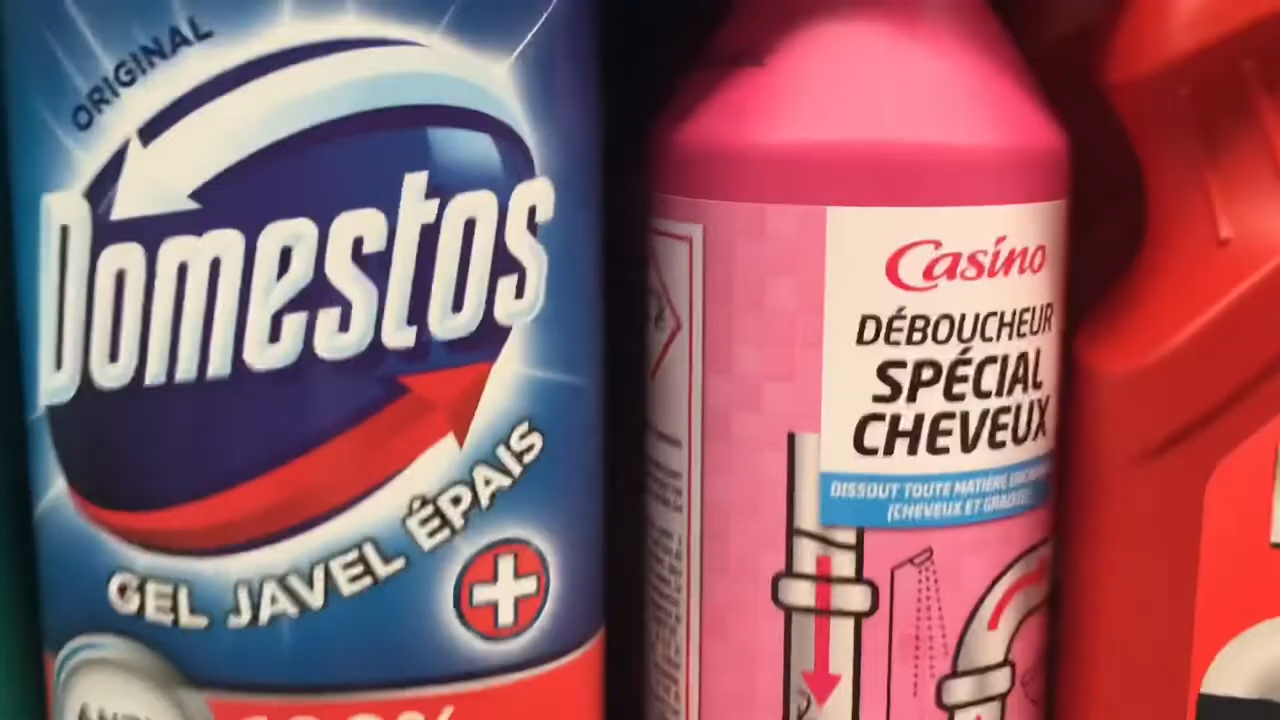 ORIGINAL
Domestos
GEL JAVEL ÉPAIS
Casino
DÉBOUCHEUR
SPÉCIAL
CHEVEUX
DISSOUT TOUTE MATIÈRE
(CHEVEUX ET GRAISSE)